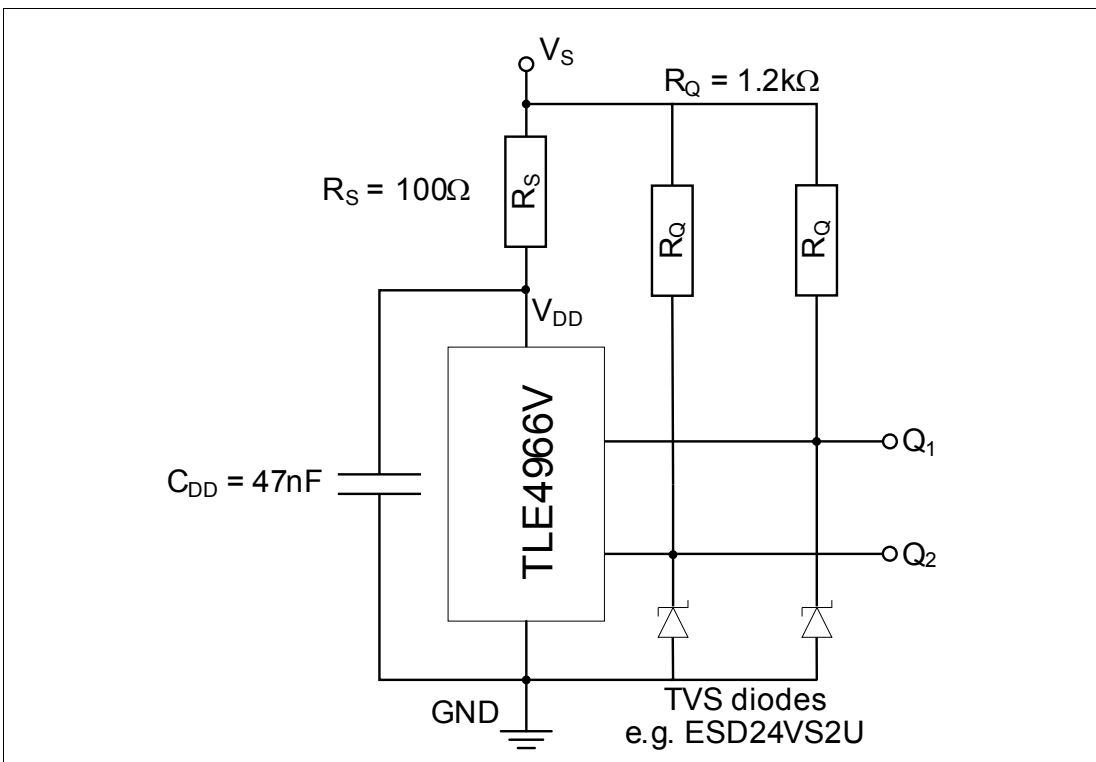 VS
RQ = 1.2kΩ
RS = 100Ω
RS
RQ
RQ
VDD
TLE4966V
Q1
CDD = 47nF
Q2
GND
TVS diodes
e.g. ESD24VS2U